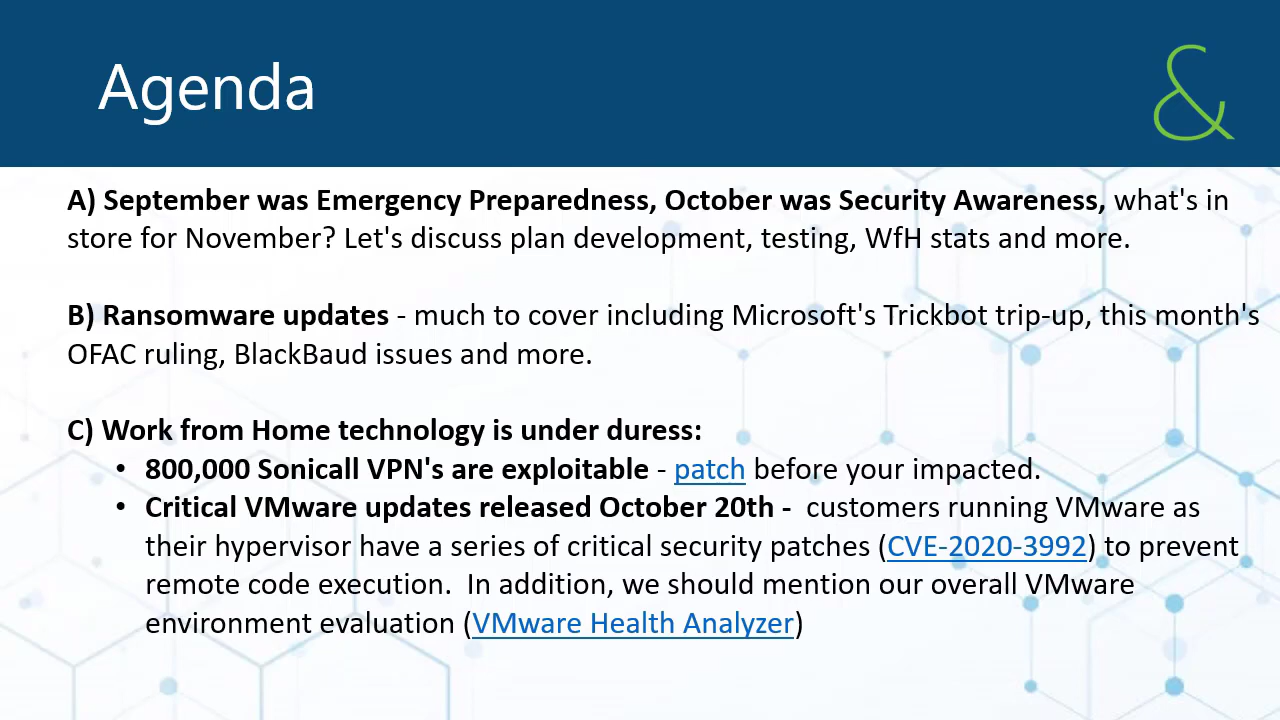 Agenda
&
A) September was Emergency Preparedness, October was Security Awareness, what's in
store for November? Let's discuss plan development, testing, WfH stats and more.
B) Ransomware updates - much to cover including Microsoft's Trickbot trip-up, this month's
OFAC ruling, BlackBaud issues and more.
C) Work from Home technology is under duress:
• 800,000 Sonicall VPN's are exploitable - patch before your impacted.
• Critical VMware updates released October 20th -  customers running VMware as
their hypervisor have a series of critical security patches (CVE-2020-3992) to prevent
remote code execution.  In addition, we should mention our overall VMware
environment evaluation (VMware Health Analyzer)